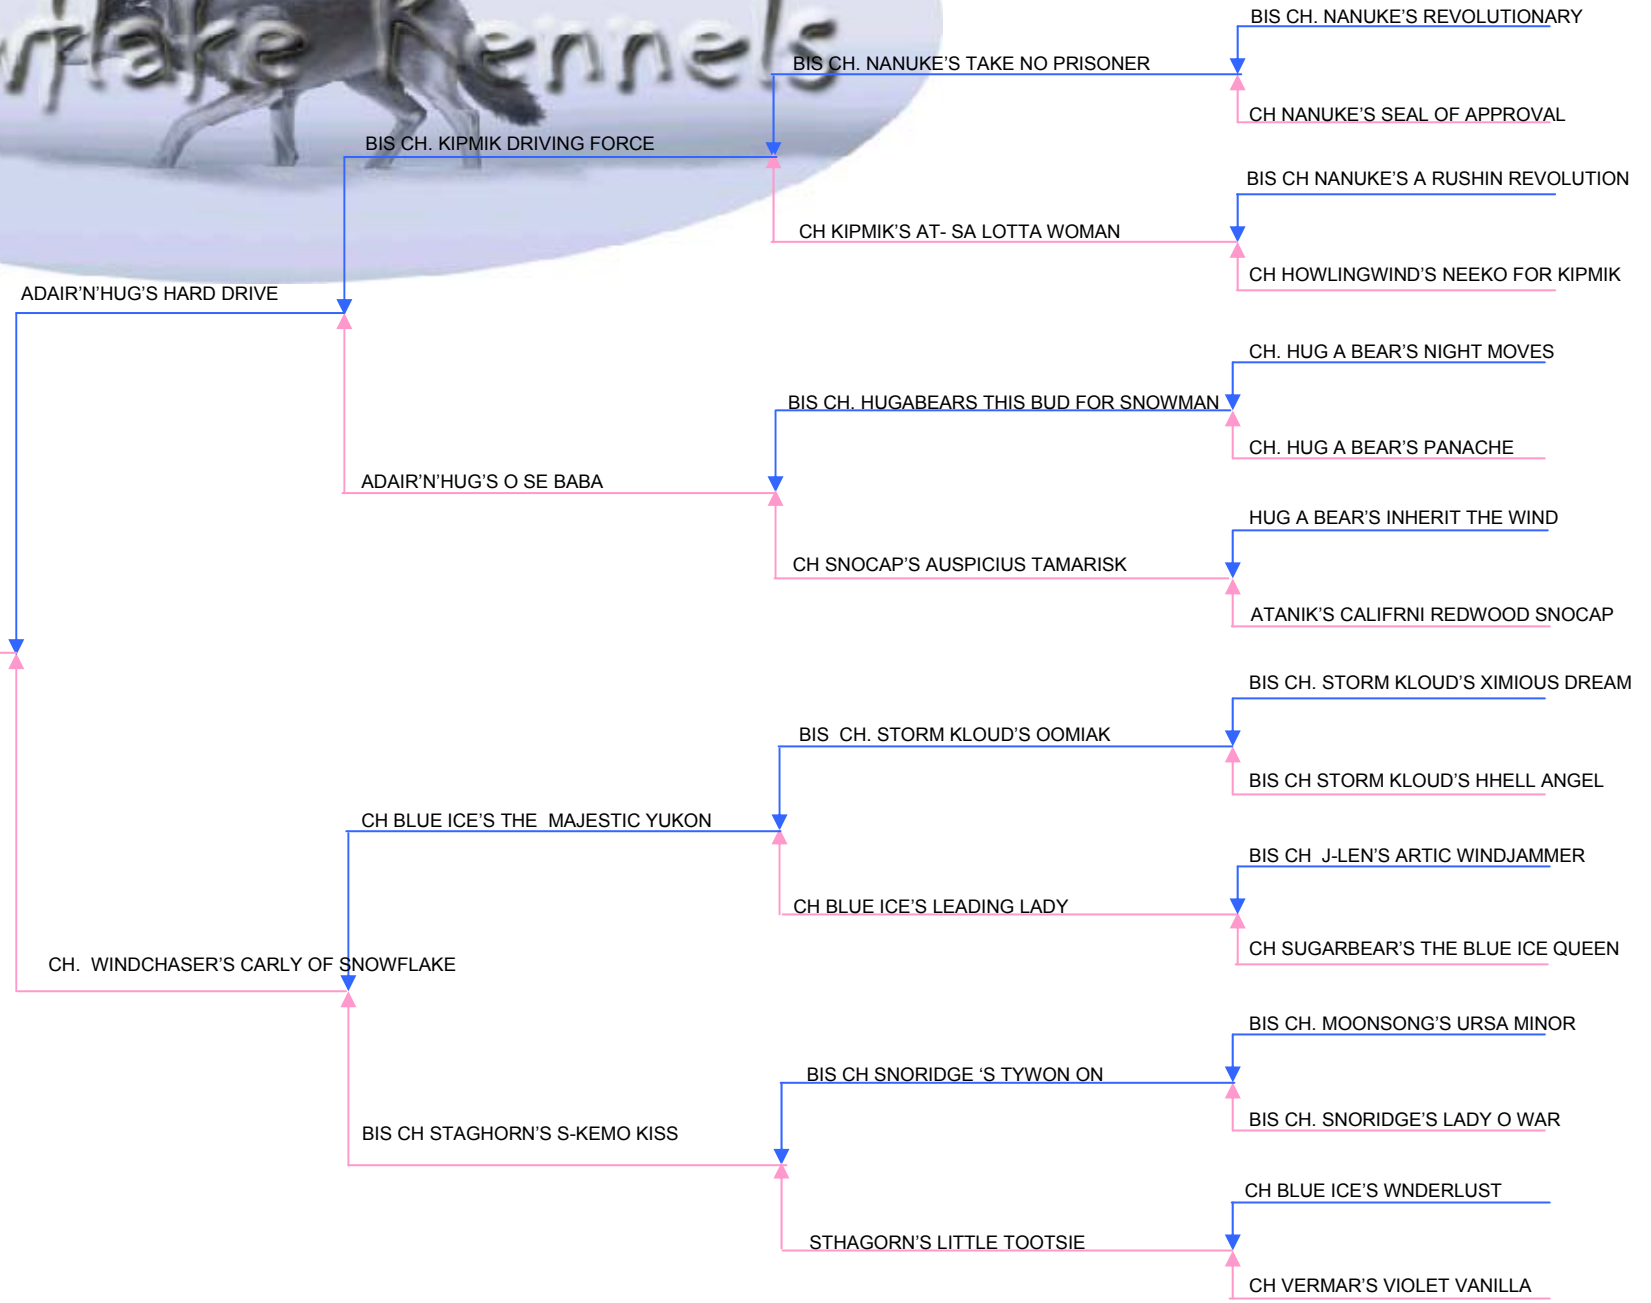 wflake Kennels
BIS CH. NANUKE'S REVOLUTIONARY
BIS CH. NANUKE'S TAKE NO PRISONER
CH NANUKE'S SEAL OF APPROVAL
BIS CH. KIPMIK DRIVING FORCE
BIS CH NANUKE'S A RUSHIN REVOLUTION
CH KIPMIK'S AT- SA LOTTA WOMAN
CH HOWLINGWIND'S NEEKO FOR KIPMIK
ADAIR'N'HUG'S HARD DRIVE
CH. HUG A BEAR'S NIGHT MOVES
BIS CH. HUGABEARS THIS BUD FOR SNOWMAN
CH. HUG A BEAR'S PANACHE
ADAIR'N'HUG'S O SE BABA
HUG A BEAR'S INHERIT THE WIND
CH SNOCAP'S AUSPICIUS TAMARISK
ATANIK'S CALIFRNI REDWOOD SNOCAP
BIS CH. STORM KLOUD'S XIMIOUS DREAM
BIS  CH. STORM KLOUD'S OOMIAK
BIS CH STORM KLOUD'S HHELL ANGEL
CH BLUE ICE'S THE  MAJESTIC YUKON
BIS CH  J-LEN'S ARTIC WINDJAMMER
CH BLUE ICE'S LEADING LADY
CH SUGARBEAR'S THE BLUE ICE QUEEN
CH.  WINDCHASER'S CARLY OF SNOWFLAKE
BIS CH. MOONSONG'S URSA MINOR
BIS CH SNORIDGE 'S TYWON ON
BIS CH. SNORIDGE'S LADY O WAR
BIS CH STAGHORN'S S-KEMO KISS
CH BLUE ICE'S WNDERLUST
STHAGORN'S LITTLE TOOTSIE
CH VERMAR'S VIOLET VANILLA